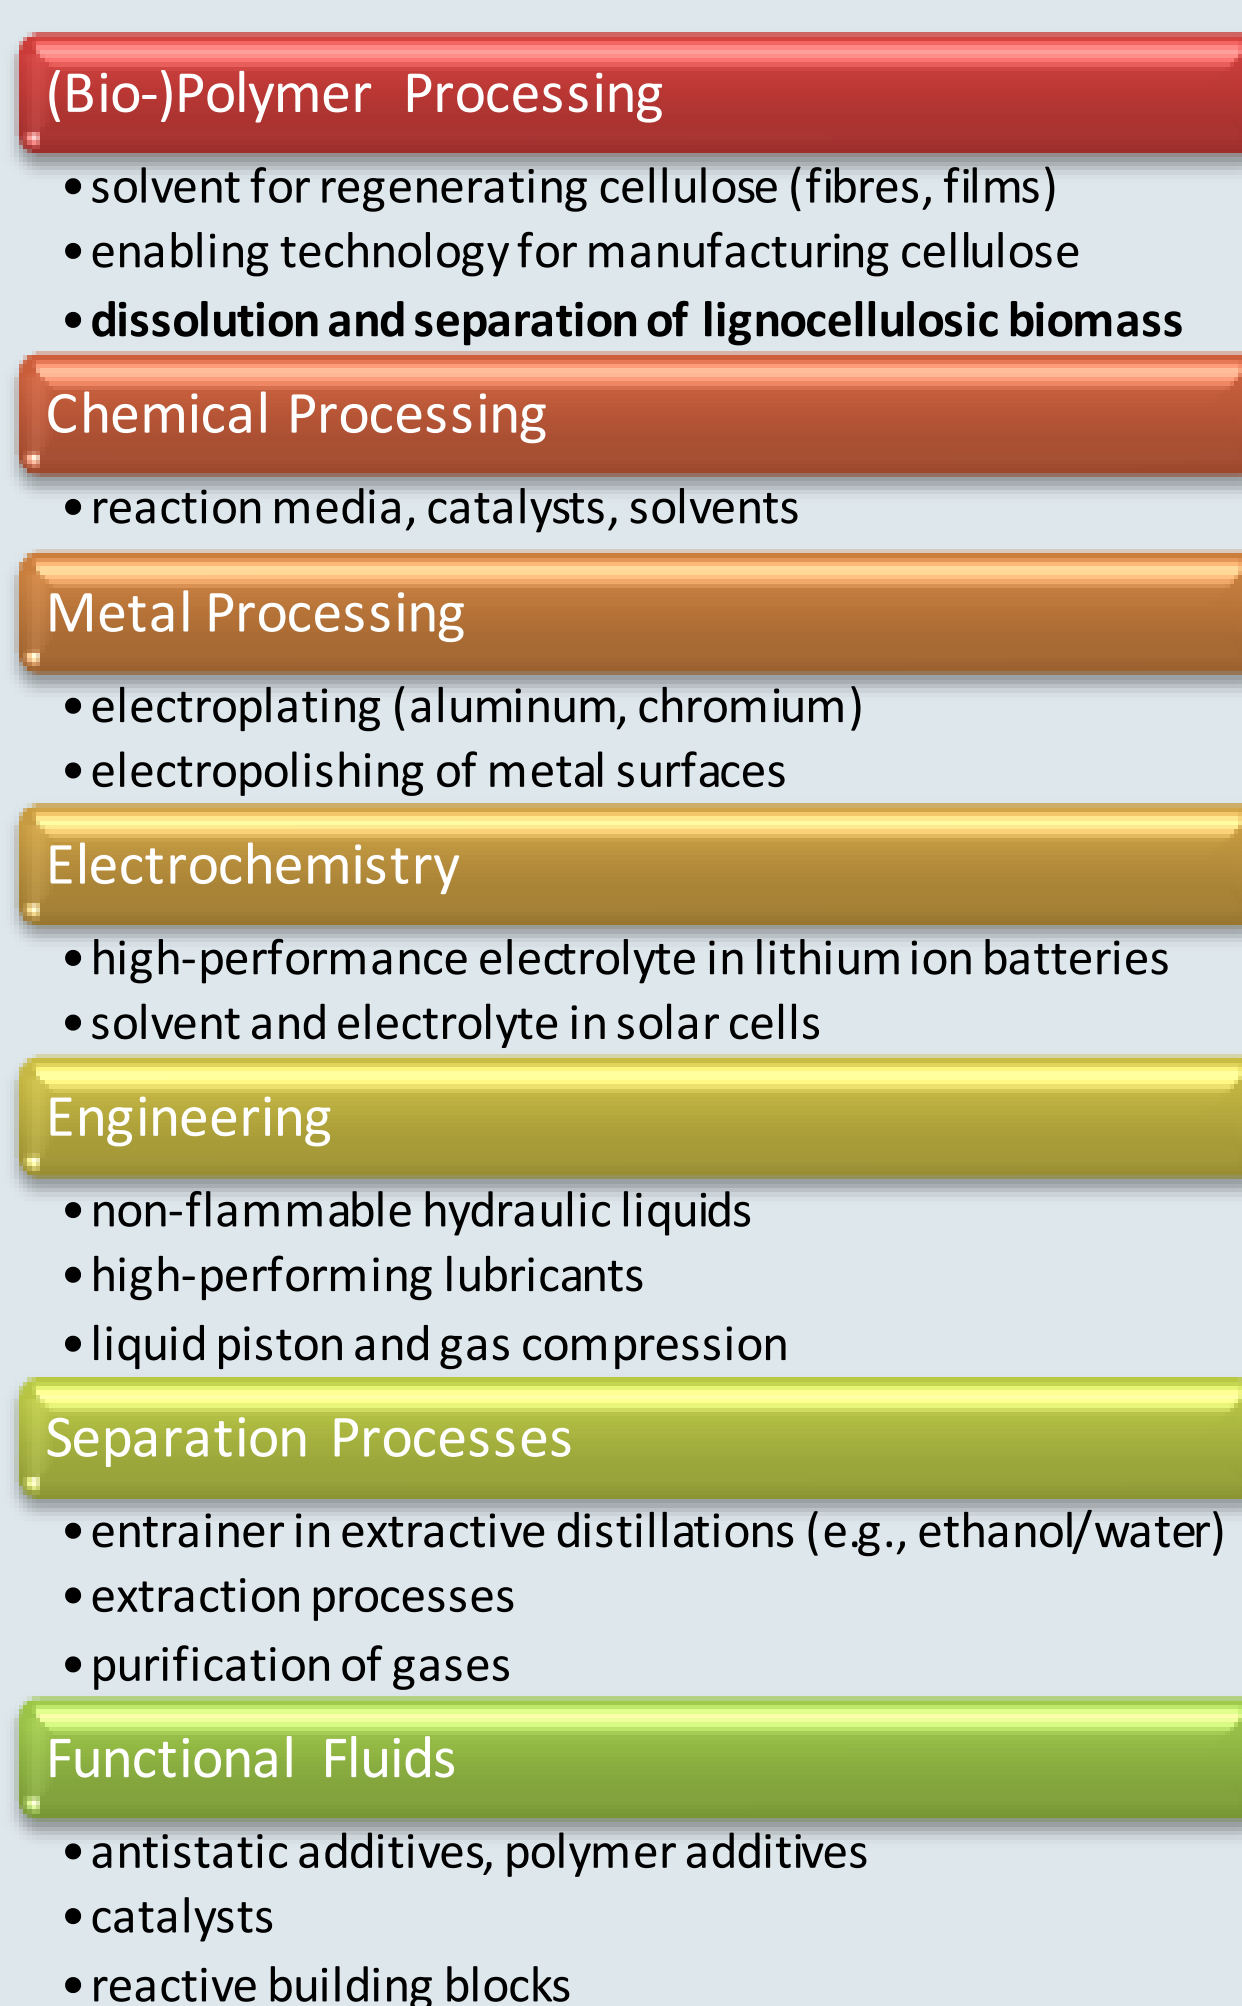 (Bio-)Polymer Processing
• solvent for regenerating cellulose (fibres, films)
• enabling technology for manufacturing cellulose
• dissolution and separation of lignocellulosic biomass
Chemical Processing
• reaction media, catalysts, solvents
Metal Processing
• electroplating (aluminum, chromium)
• electropolishing of metal surfaces
Electrochemistry
• high-performance electrolyte in lithium ion batteries
• solvent and electrolyte in solar cells
Engineering
• non-flammable hydraulic liquids
• high-performing lubricants
• liquid piston and gas compression
Separation Processes
• entrainer in extractive distillations (e.g., ethanol/water)
• extraction processes
• purification of gases
Functional Fluids
• antistatic additives, polymer additives
• catalysts
• reactive building blocks